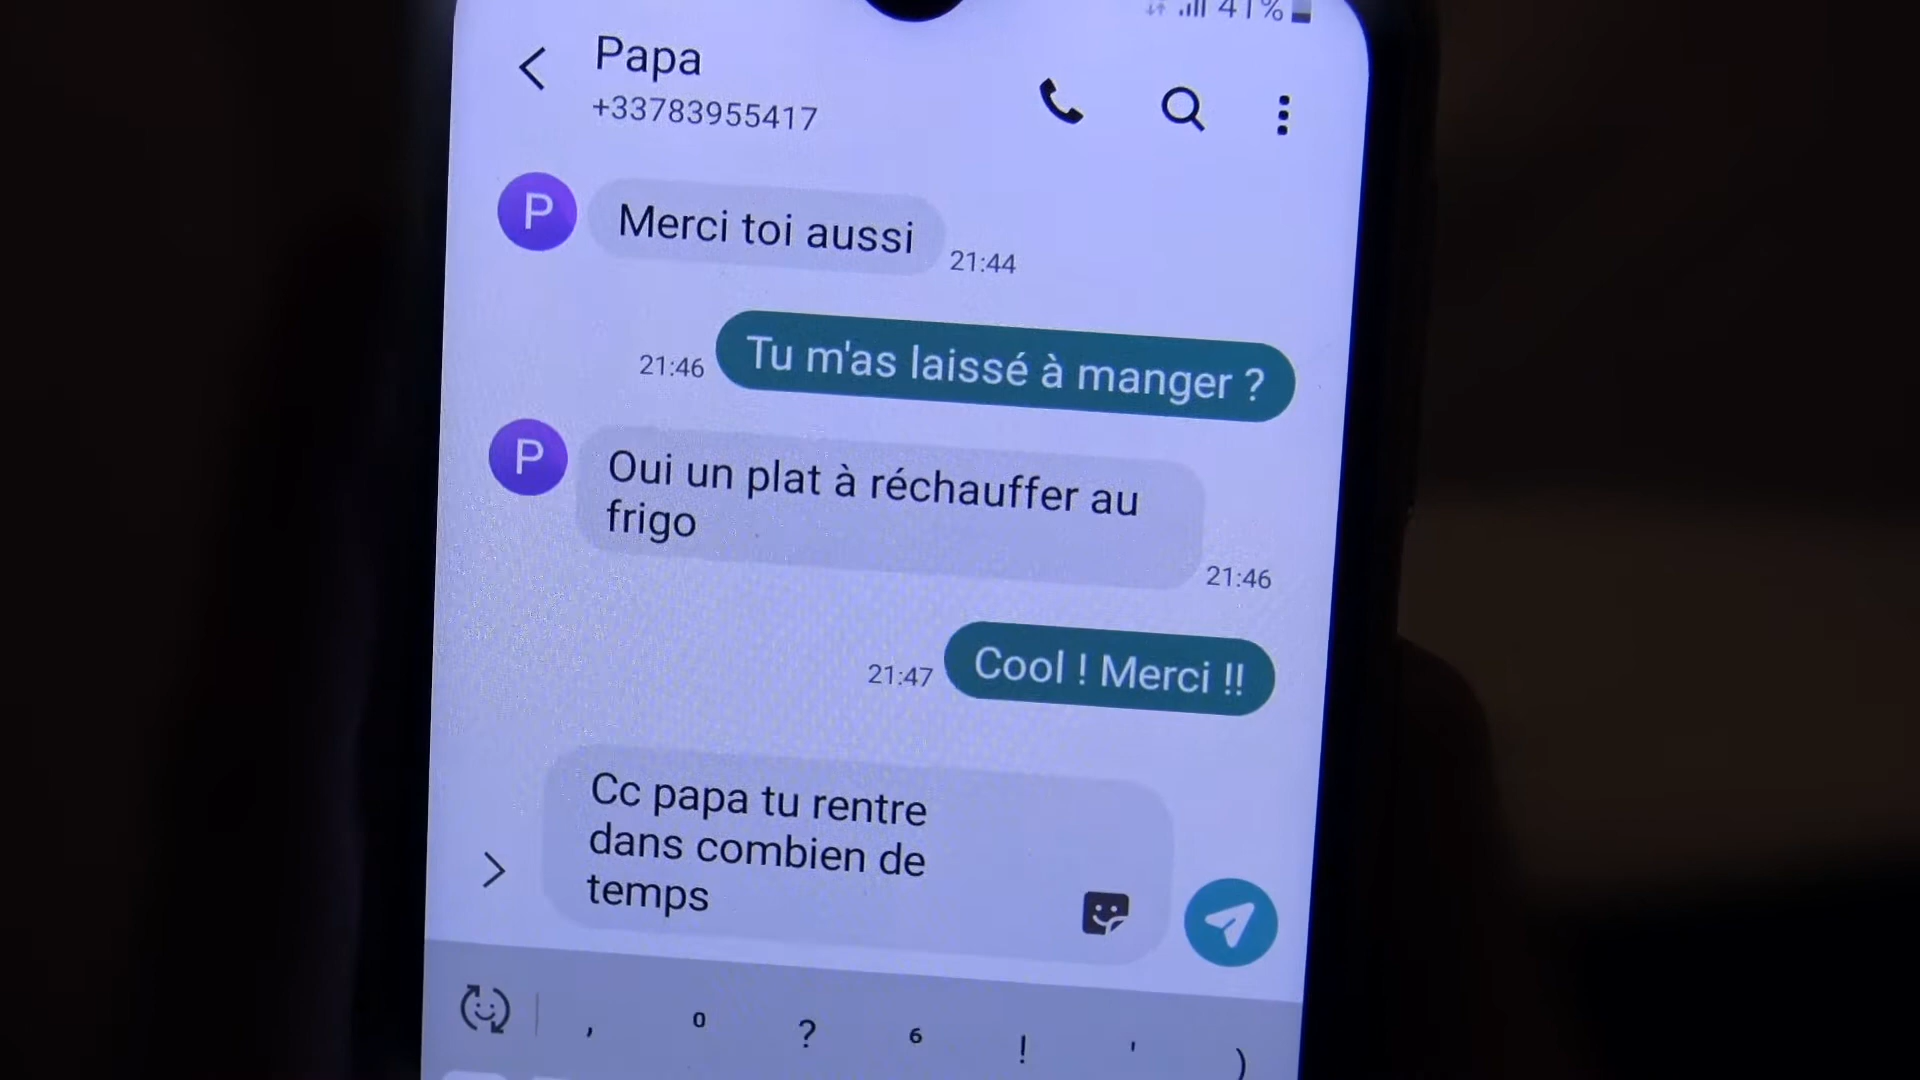 41%
Papa
+33783955417
P
Merci toi aussi
21:44
21:46
Tu m'as laissé à manger ?
P
Oui un plat à réchauffer au
frigo
21:46
21:47
Cool ! Merci !!
Cc papa tu rentre
dans combien de
temps
, 0 ? 6 ! ' )